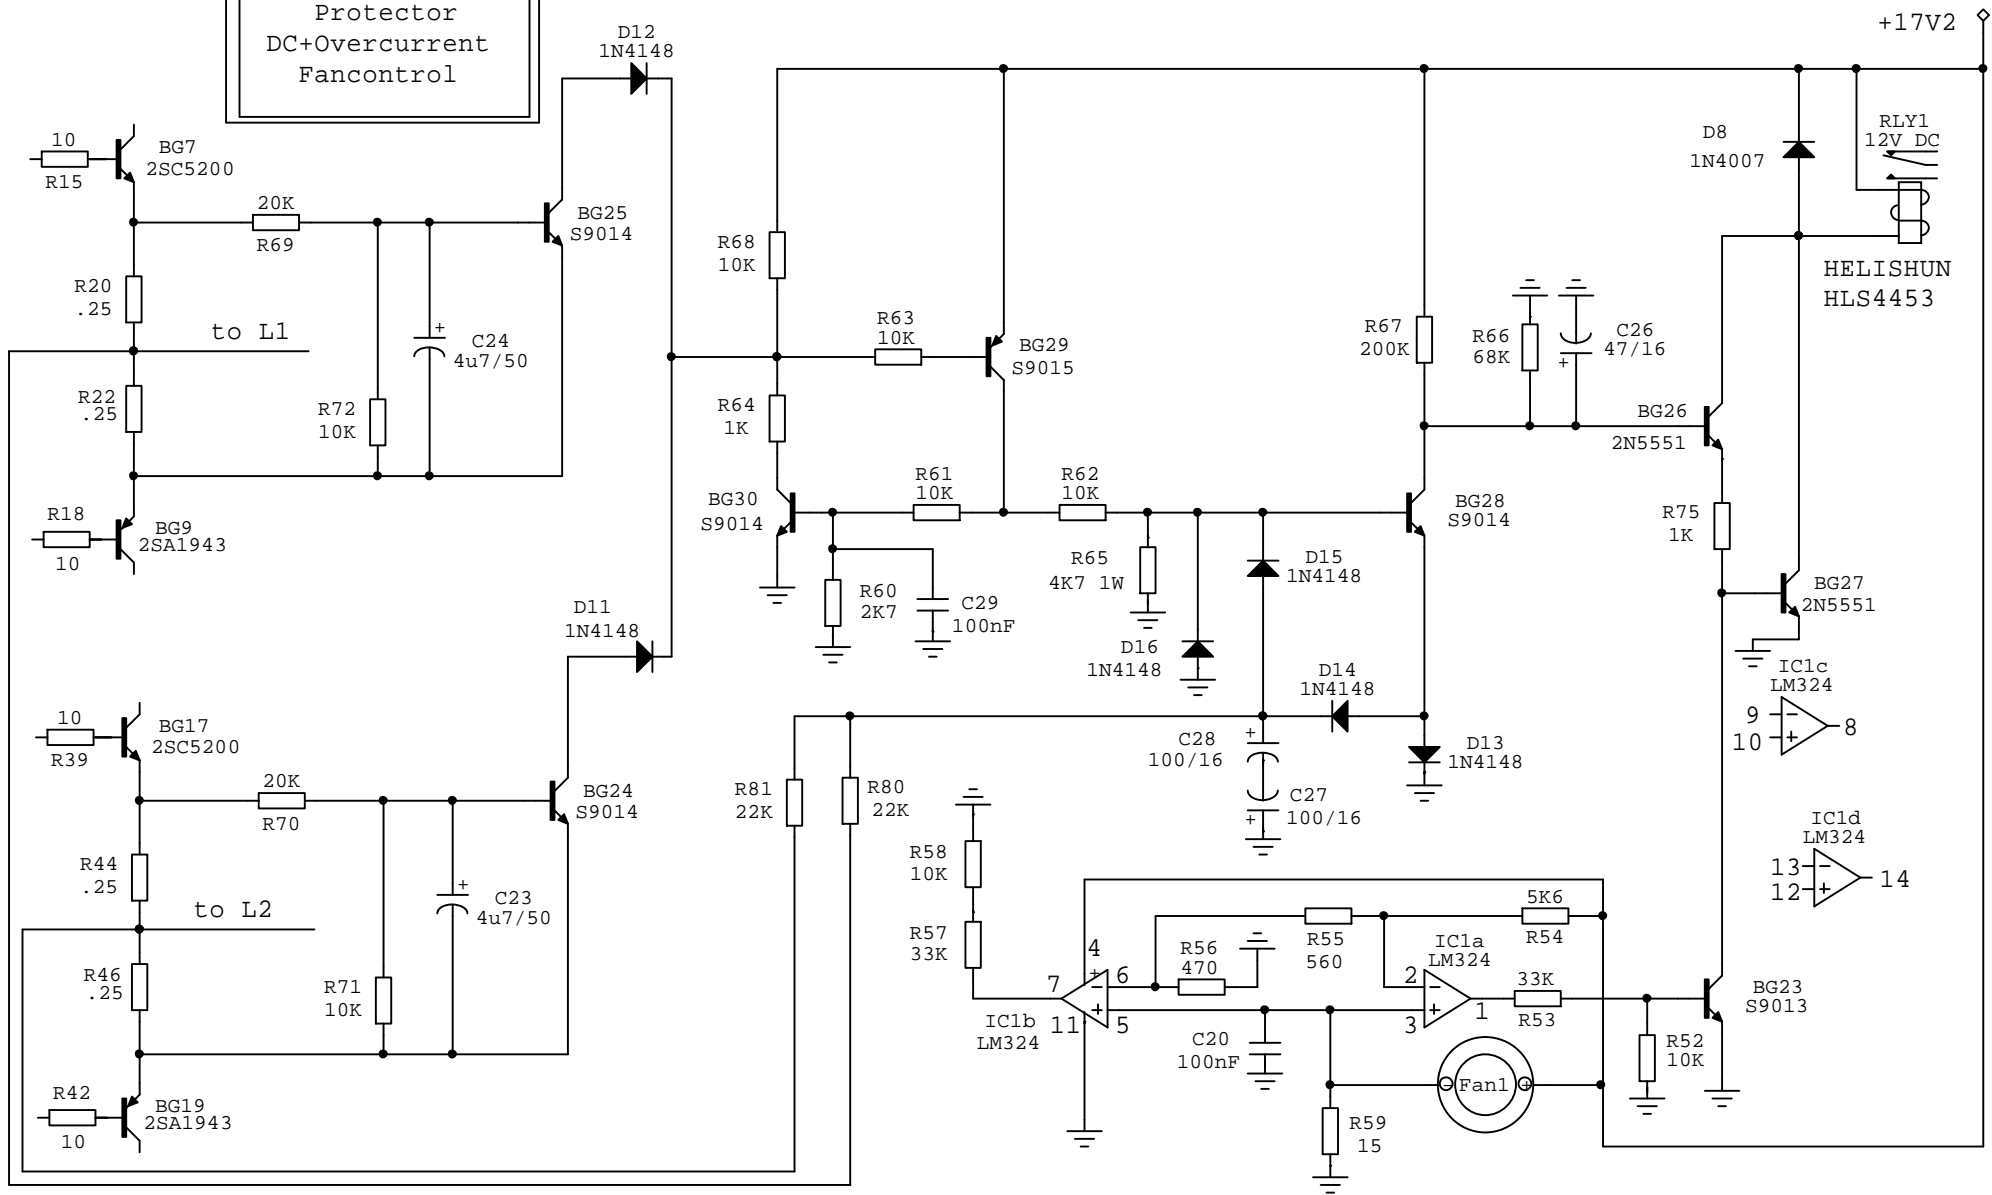 Protector
DC+Overcurrent
Fancontrol
D12
1N4148
+17V2
10
R15
BG7
2SC5200
20K
R69
BG25
S9014
R20
.25
to L1
C24
4u7/50
R22
.25
R72
10K
R18
10
BG9
2SA1943
D11
1N4148
10
R39
BG17
2SC5200
20K
R70
BG24
S9014
R44
.25
to L2
C23
4u7/50
R46
.25
R71
10K
R42
10
BG19
2SA1943
R68
10K
R63
10K
BG29
S9015
R64
1K
BG30
S9014
R61
10K
R62
10K
R60
2K7
C29
100nF
R65
4K7 1W
D16
1N4148
D15
1N4148
D14
1N4148
D13
1N4148
BG28
S9014
R67
200K
R66
68K
C26
47/16
+
BG26
2N5551
R75
1K
BG27
2N5551
D8
1N4007
RLY1
12V DC
HELISHUN
HLS4453
IC1c
LM324
9
10
8
IC1d
LM324
13
12
14
R81
22K
R80
22K
C28
100/16
C27
100/16
R58
10K
R57
33K
4
7
6
11
5
IC1b
LM324
R56
470
R55
560
5K6
R54
IC1a
LM324
2
3
1
33K
R53
C20
100nF
Fan1
R59
15
R52
10K
BG23
S9013